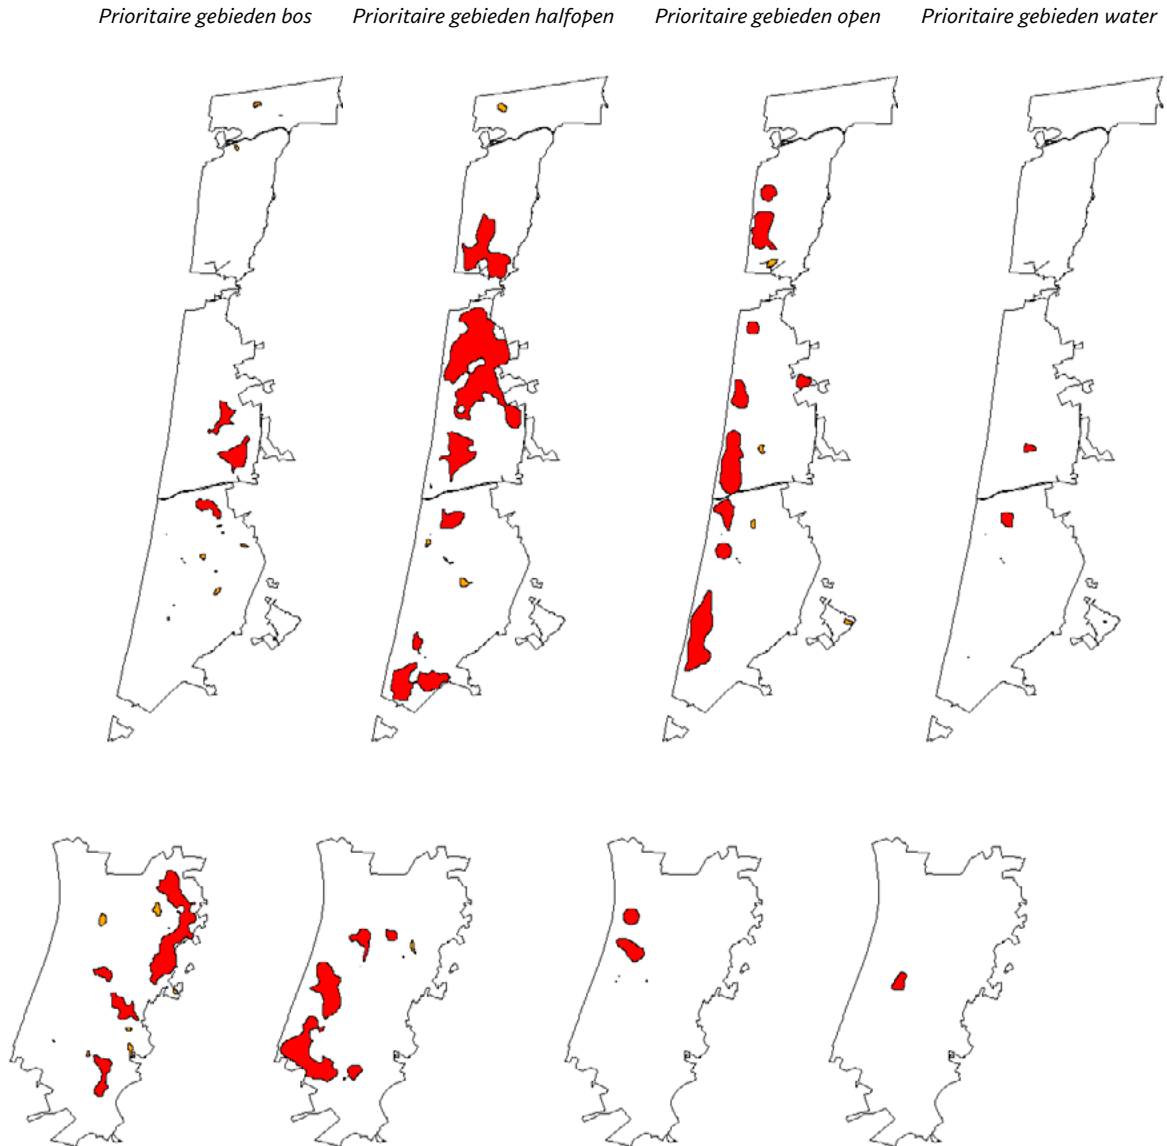 Prioritaire gebieden bos
Prioritaire gebieden halfopen
Prioritaire gebieden open
Prioritaire gebieden water